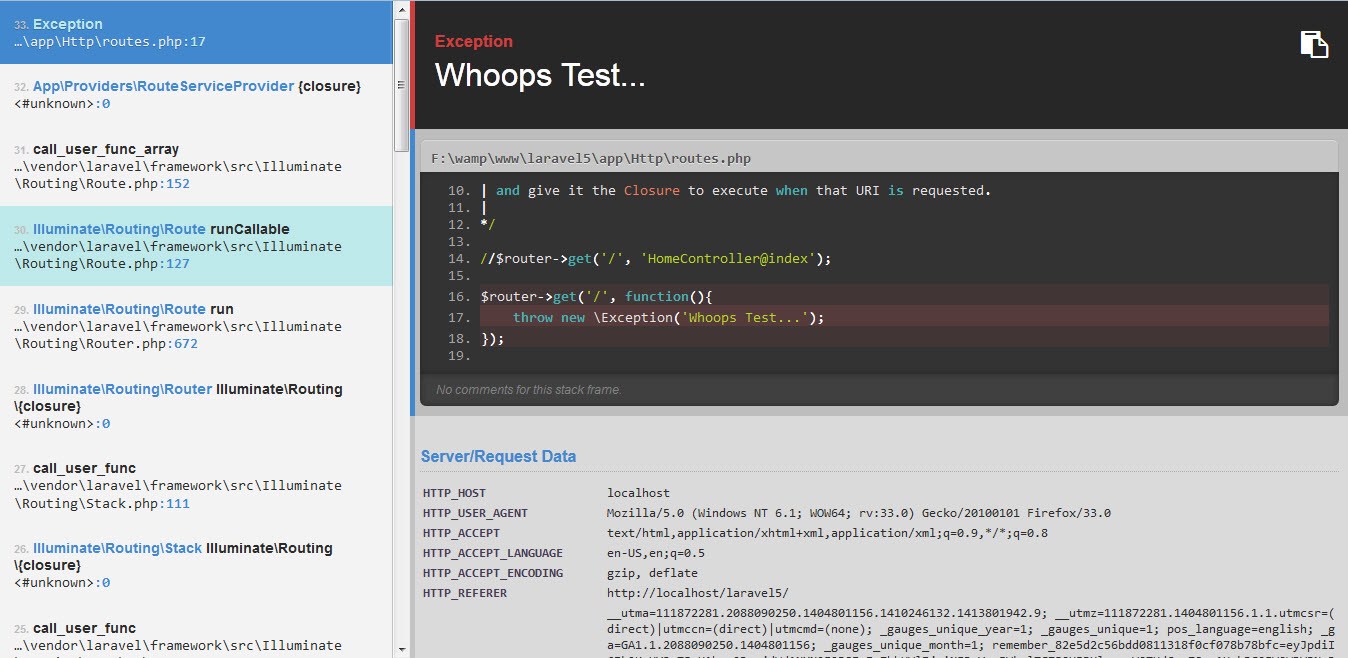 33. Exception
…\app\Http\routes.php:17
32. App\Providers\RouteServiceProvider {closure}
<#unknown>:0
31. call_user_func_array
…\vendor\laravel\framework\src\Illuminate
\Routing\Route.php:152
30. Illuminate\Routing\Route runCallable
…\vendor\laravel\framework\src\Illuminate
\Routing\Route.php:127
29. Illuminate\Routing\Route run
…\vendor\laravel\framework\src\Illuminate
\Routing\Router.php:672
28. Illuminate\Routing\Router Illuminate\Routing
\{closure}
<#unknown>:0
27. call_user_func
…\vendor\laravel\framework\src\Illuminate
\Routing\Stack.php:111
26. Illuminate\Routing\Stack Illuminate\Routing
\{closure}
<#unknown>:0
25. call_user_func
…\vendor\laravel\framework\src\Illuminate
Exception
Whoops Test...
F:\wamp\www\laravel5\app\Http\routes.php
10. | and give it the Closure to execute when that URI is requested.
11. |
12. */
13.
14. //$router->get('/', 'HomeController@index');
15.
16. $router->get('/', function(){
17. throw new \Exception('Whoops Test...');
18. });
19.
No comments for this stack frame.
Server/Request Data
HTTP_HOST localhost
HTTP_USER_AGENT Mozilla/5.0 (Windows NT 6.1; WOW64; rv:33.0) Gecko/20100101 Firefox/33.0
HTTP_ACCEPT text/html,application/xhtml+xml,application/xml;q=0.9,*/*;q=0.8
HTTP_ACCEPT_LANGUAGE en-US,en;q=0.5
HTTP_ACCEPT_ENCODING gzip, deflate
HTTP_REFERER http://localhost/laravel5/
__utma=111872281.2088090250.1404801156.1410246132.1413801942.9; __utmz=111872281.1404801156.1.1.utmcsr=(
direct)|utmccn=(direct)|utmcmd=(none); _gauges_unique_year=1; _gauges_unique=1; pos_language=english; _g
a=GA1.1.2088090250.1404801156; _gauges_unique_month=1; remember_82e5d2c56bdd0811318f0cf078b78bfc=eyJpdiI